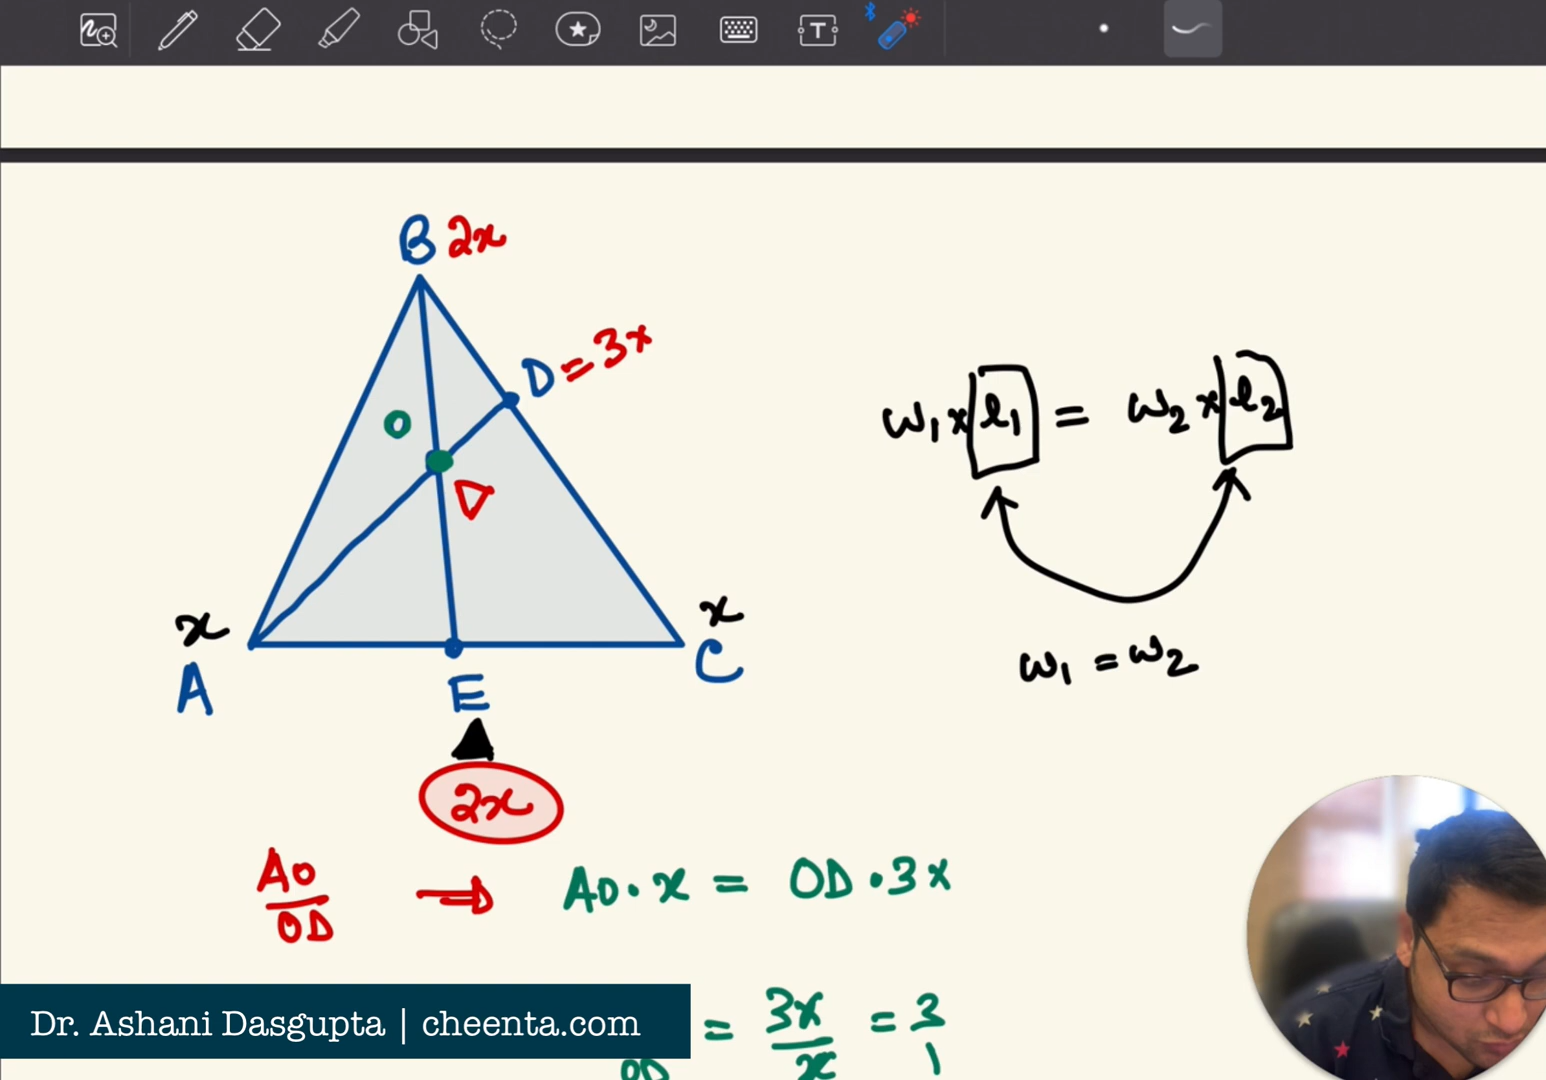 B 2x
D = 3x
O
w₁ × l₁ = w₂ × l₂
x
x
A
E
C
w₁ = w₂
2x
AO/OD ⇒ AO · x = OD · 3x
Dr. Ashani Dasgupta | cheenta.com
OD = 3x/x = 3/1